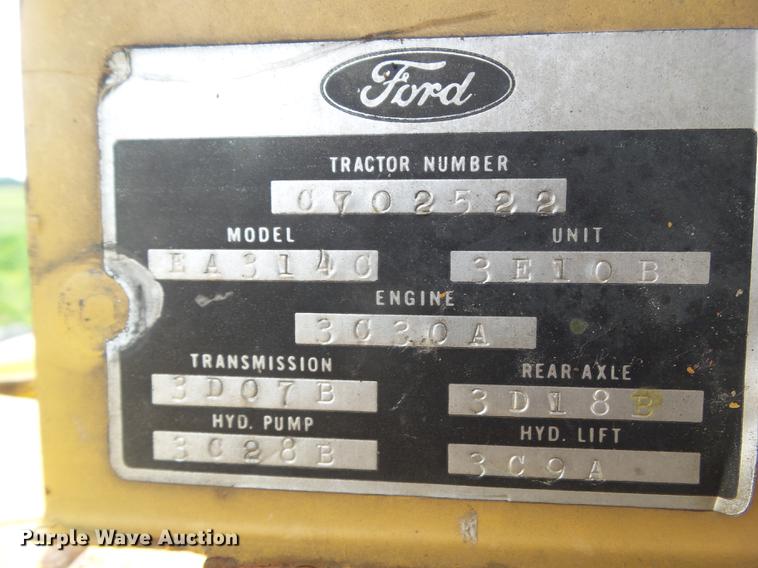 Ford
TRACTOR NUMBER
C702522
MODEL UNIT
EA314C 3E10B
ENGINE
3C30A
TRANSMISSION REAR AXLE
3D07B 3D18B
HYD. PUMP HYD. LIFT
3C28B 3C9A
Purple Wave Auction